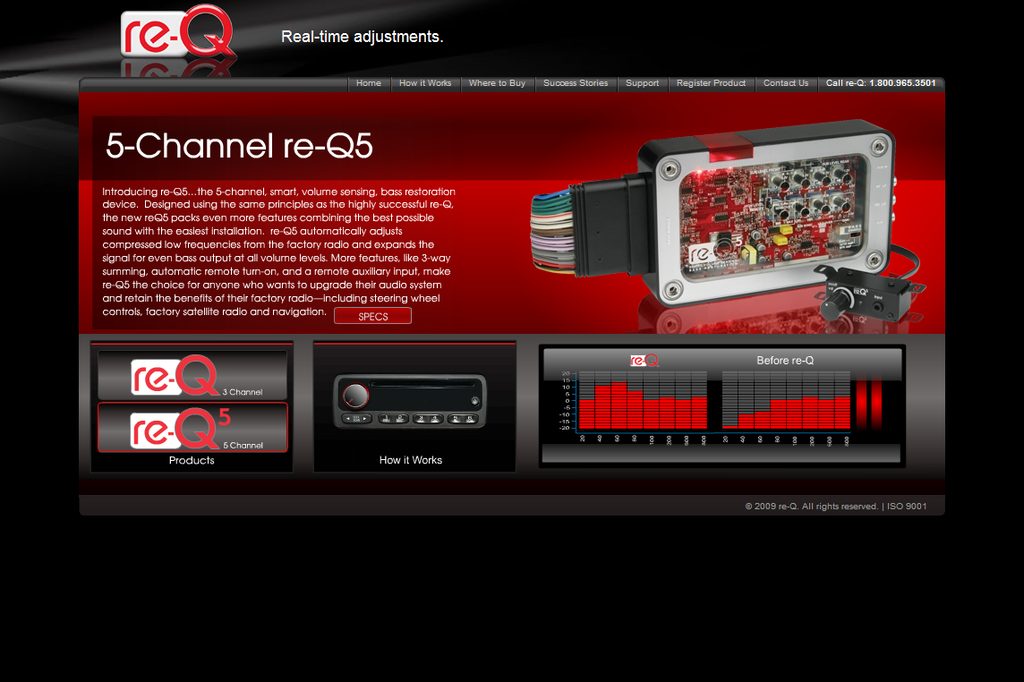 re-Q
Real-time adjustments.
Home How it Works Where to Buy Success Stories Support Register Product Contact Us Call re-Q: 1.800.965.3501
5-Channel re-Q5
Introducing re-Q5...the 5-channel, smart, volume sensing, bass restoration
device. Designed using the same principles as the highly successful re-Q,
the new reQ5 packs even more features combining the best possible
sound with the easiest installation. re-Q5 automatically adjusts
compressed low frequencies from the factory radio and expands the
signal for even bass output at all volume levels. More features, like 3-way
summing, automatic remote turn-on, and a remote auxiliary input, make
re-Q5 the choice for anyone who wants to upgrade their audio system
and retain the benefits of their factory radio—including steering wheel
controls, factory satellite radio and navigation. SPECS
re-Q 5
re-Q 3 Channel
re-Q 5
5 Channel
Products
How it Works
re-Q Before re-Q
20
15
10
5
0
-5
-10
-15
-20
20 40 60 80 100 200
20 40 60 80 100 200
© 2009 re-Q. All rights reserved. | ISO 9001